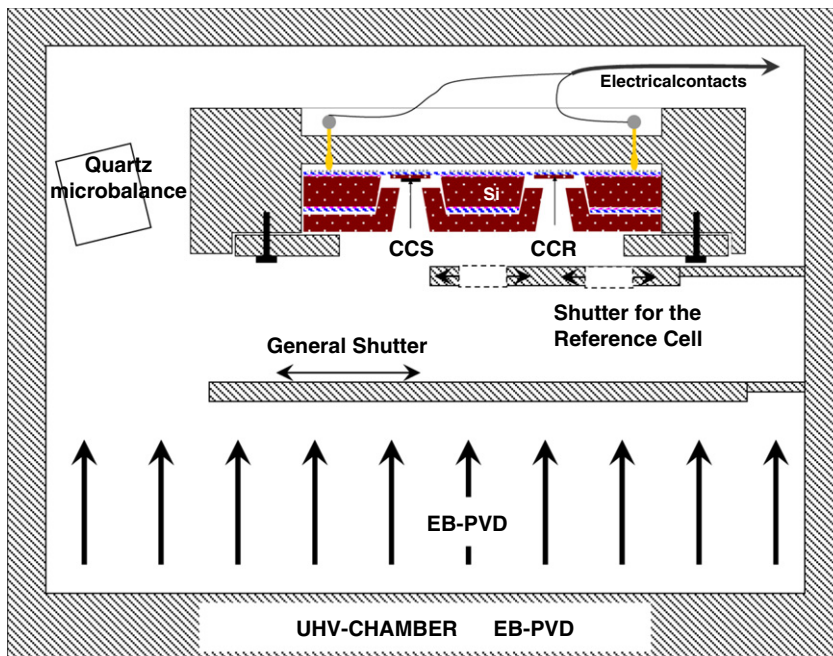 Electricalcontacts
Quartz
microbalance
Si
CCS
CCR
Shutter for the
Reference Cell
General Shutter
EB-PVD
UHV-CHAMBER EB-PVD